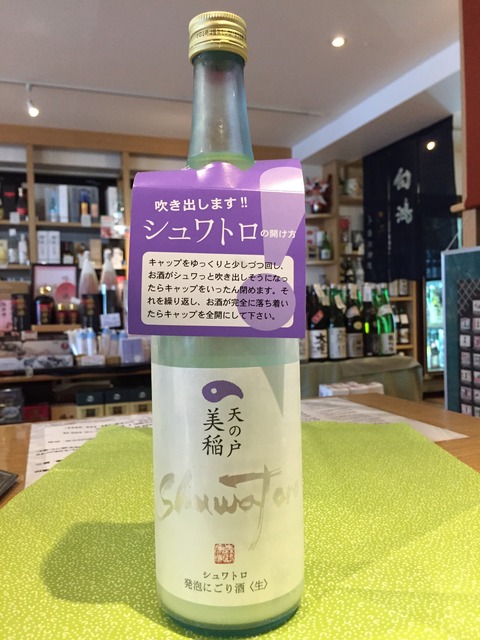 吹き出します!!
シュワトロの開け方
キャップをゆっくりと少しづつ回し、
お酒がシュワっと吹き出しそうになっ
たらキャップをいったん閉めます。そ
れを繰り返し、お酒が完全に落ち着い
たらキャップを全開にして下さい。
天の戸
美稲
Shuwatoro
シュワトロ
発泡にごり酒〈生〉